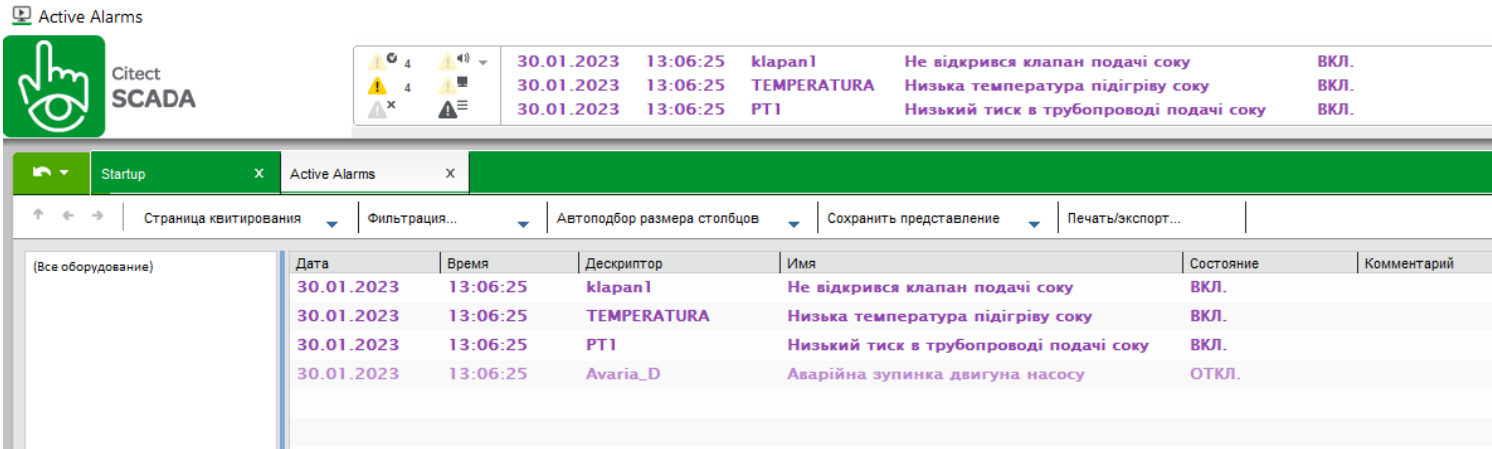 Active Alarms
Citect
SCADA
4
4
30.01.2023 13:06:25 klapan1 Не відкрився клапан подачі соку ВКЛ.
30.01.2023 13:06:25 TEMPERATURA Низька температура підігріву соку ВКЛ.
30.01.2023 13:06:25 PT1 Низький тиск в трубопроводі подачі соку ВКЛ.
Startup x Active Alarms x
Страница квитирования Фильтрация... Автоподбор размера столбцов Сохранить представление Печать/экспорт...
(Все оборудование)
Дата Время Дескриптор Имя Состояние Комментарий
30.01.2023 13:06:25 klapan1 Не відкрився клапан подачі соку ВКЛ.
30.01.2023 13:06:25 TEMPERATURA Низька температура підігріву соку ВКЛ.
30.01.2023 13:06:25 PT1 Низький тиск в трубопроводі подачі соку ВКЛ.
30.01.2023 13:06:25 Avaria_D Аварійна зупинка двигуна насосу ОТКЛ.